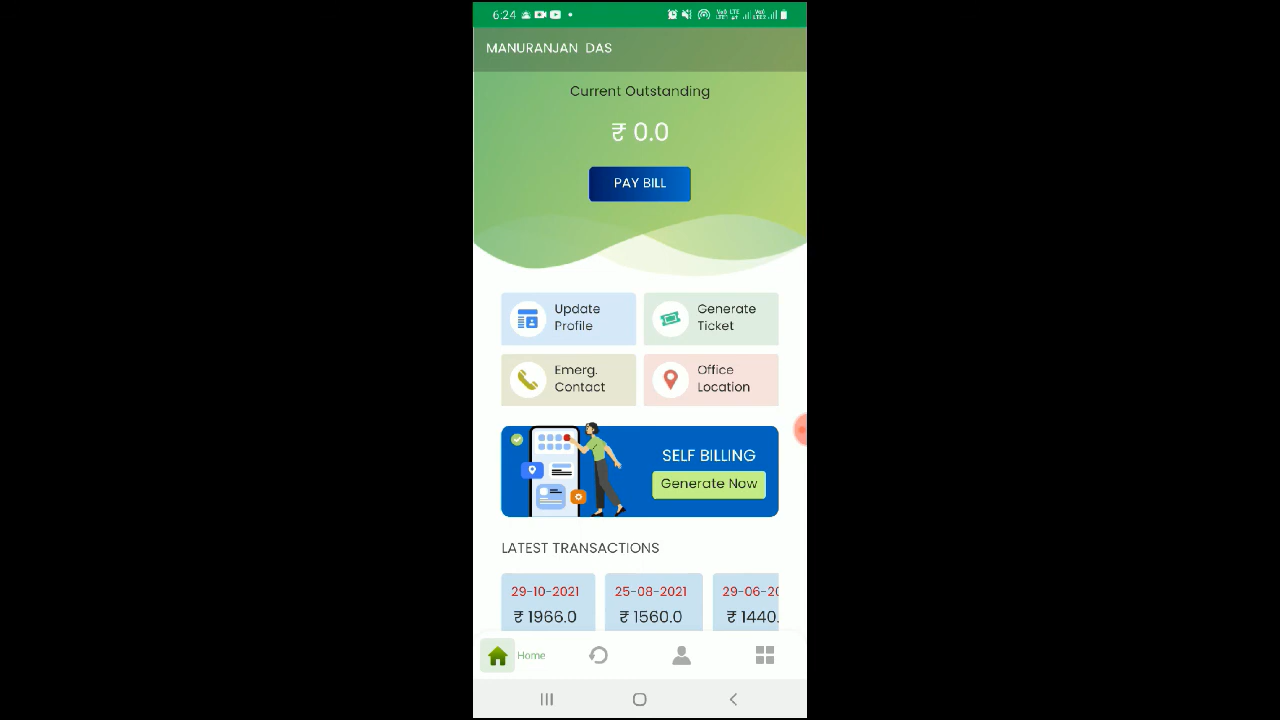 6:24
MANURANJAN DAS
Current Outstanding
₹ 0.0
PAY BILL
Update
Profile
Generate
Ticket
Emerg.
Contact
Office
Location
SELF BILLING
Generate Now
LATEST TRANSACTIONS
29-10-2021
25-08-2021
29-06-20
₹ 1966.0
₹ 1560.0
₹ 1440.
Home